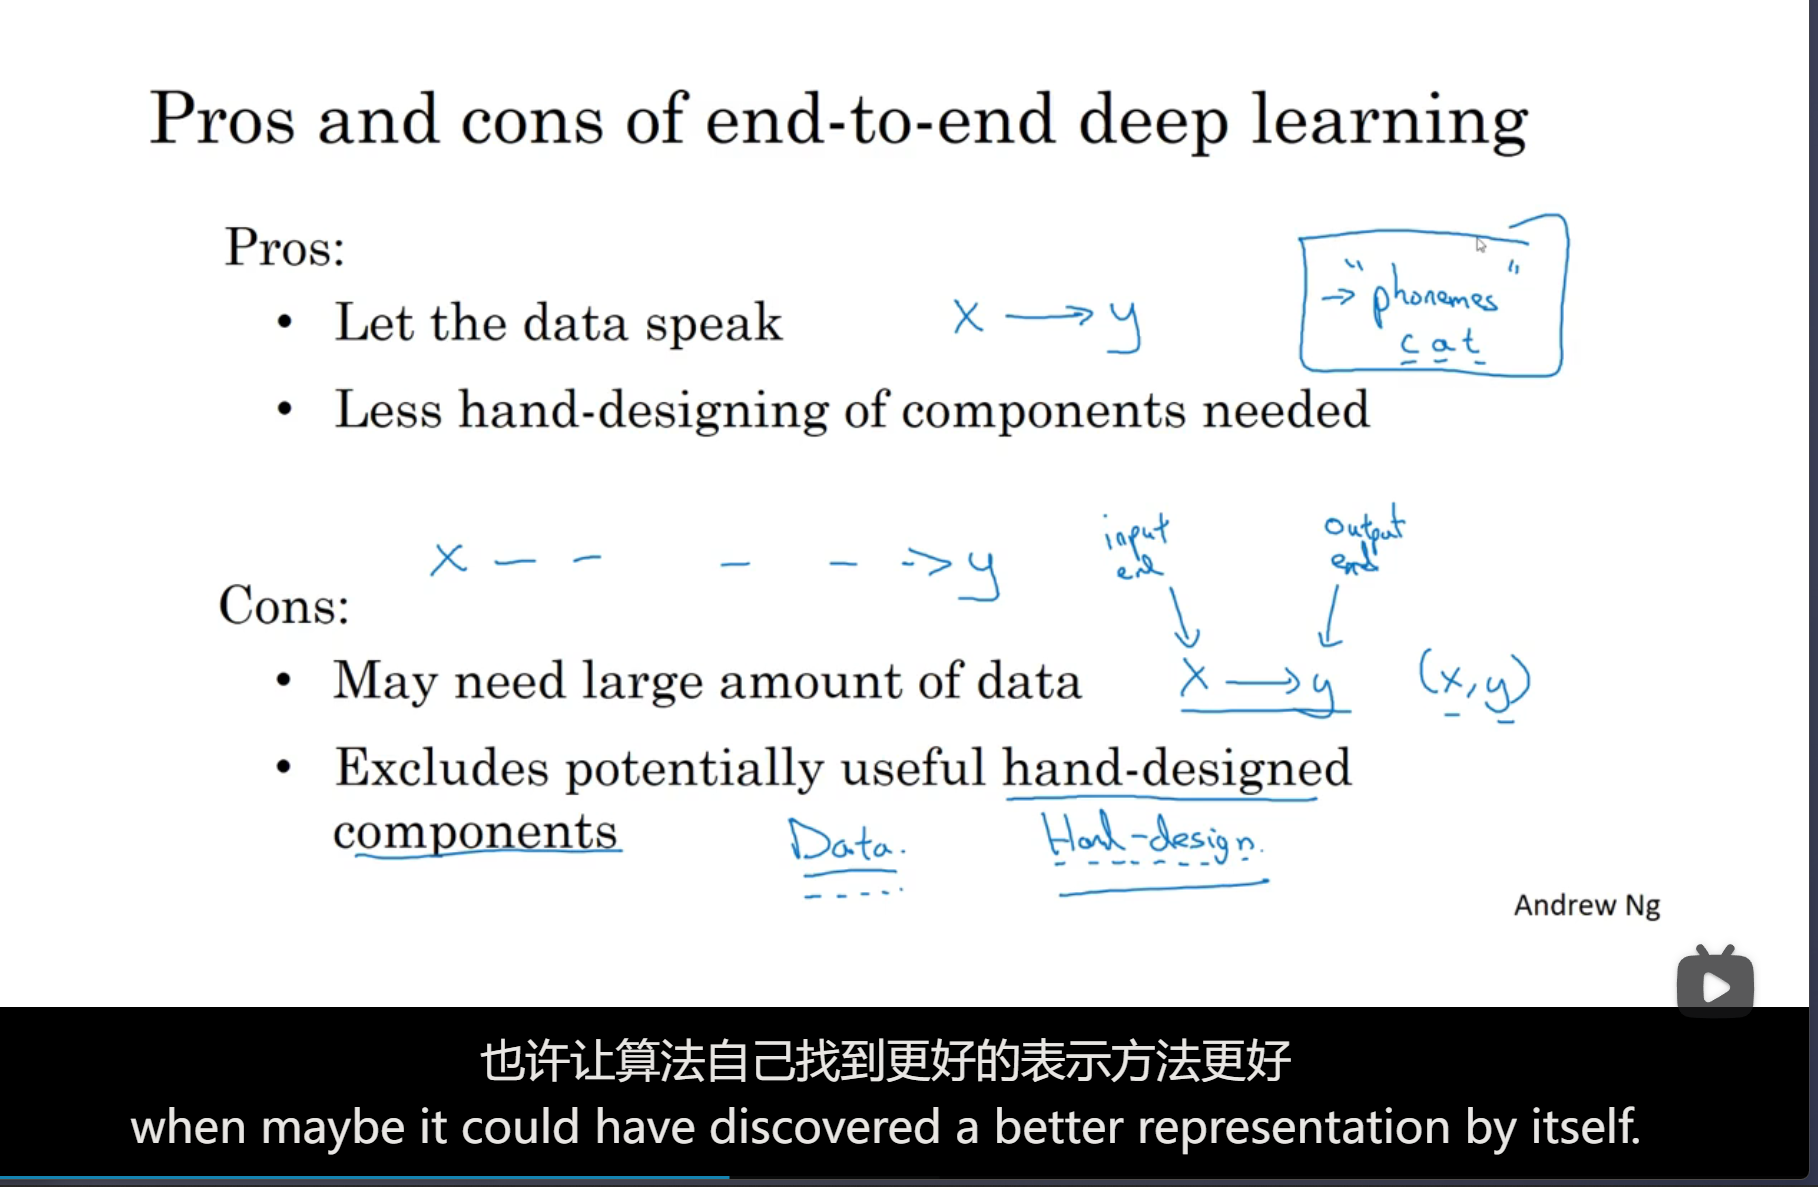 Pros and cons of end-to-end deep learning
Pros:
• Let the data speak
x → y
"phonemes"
c a t
• Less hand-designing of components needed
x — — — — -> y
input end
output end
Cons:
• May need large amount of data
x → y
(x, y)
• Excludes potentially useful hand-designed
components
Data.
Hand-design.
Andrew Ng
也许让算法自己找到更好的表示方法更好
when maybe it could have discovered a better representation by itself.